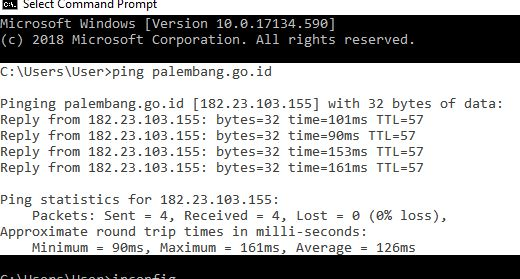 Select Command Prompt
Microsoft Windows [Version 10.0.17134.590]
(c) 2018 Microsoft Corporation. All rights reserved.
C:\Users\User>ping palembang.go.id
Pinging palembang.go.id [182.23.103.155] with 32 bytes of data:
Reply from 182.23.103.155: bytes=32 time=101ms TTL=57
Reply from 182.23.103.155: bytes=32 time=90ms TTL=57
Reply from 182.23.103.155: bytes=32 time=153ms TTL=57
Reply from 182.23.103.155: bytes=32 time=161ms TTL=57
Ping statistics for 182.23.103.155:
Packets: Sent = 4, Received = 4, Lost = 0 (0% loss),
Approximate round trip times in milli-seconds:
Minimum = 90ms, Maximum = 161ms, Average = 126ms
C:\Users\User>